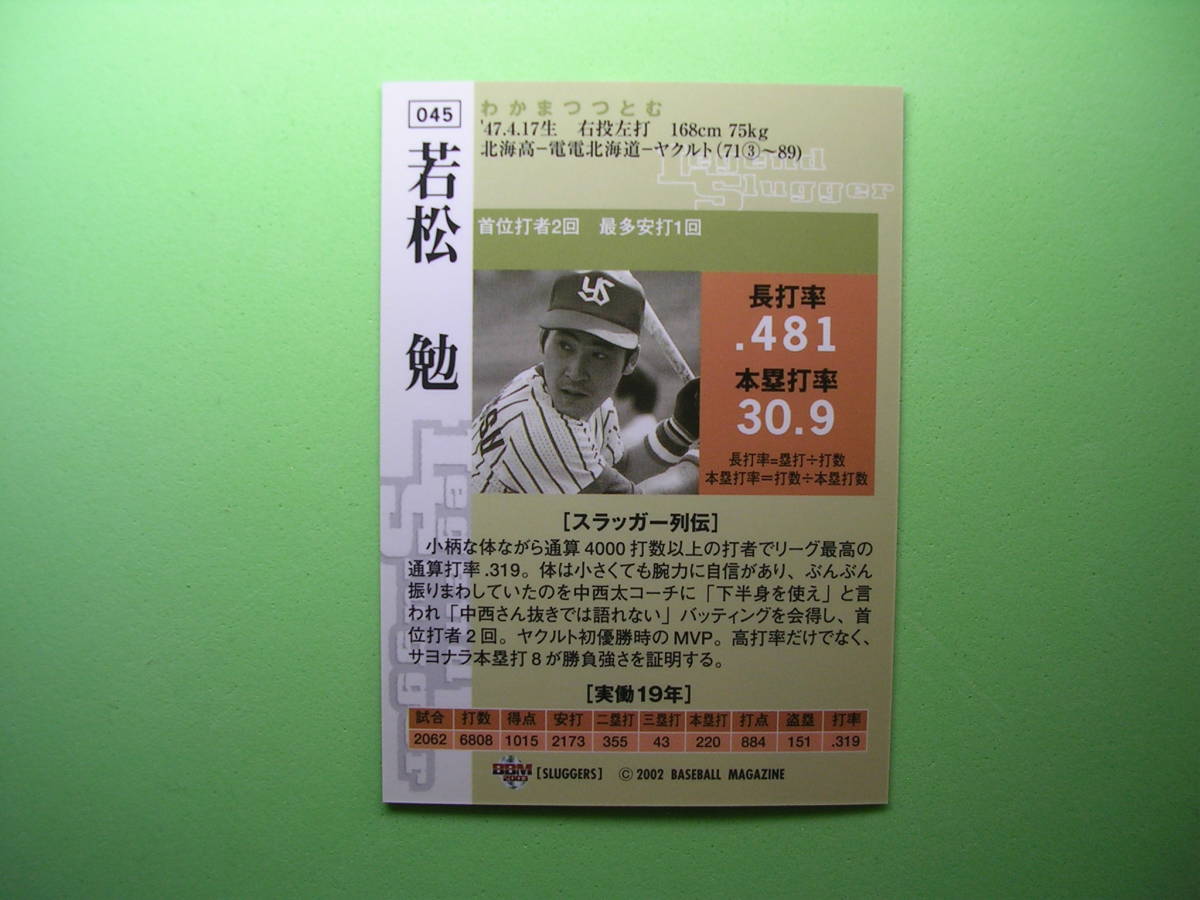 045
若松 勉
わかまつつとむ
'47.4.17生 右投左打 168cm 75kg
北海高−電電北海道−ヤクルト(71③〜89)
Legend
Slugger
首位打者2回 最多安打1回
YS
長打率
.481
本塁打率
30.9
長打率=塁打÷打数
本塁打率=打数÷本塁打数
[スラッガー列伝]
小柄な体ながら通算4000打数以上の打者でリーグ最高の
通算打率.319。体は小さくても腕力に自信があり、ぶんぶん
振りまわしていたのを中西太コーチに「下半身を使え」と言
われ「中西さん抜きでは語れない」バッティングを会得し、首
位打者2回。ヤクルト初優勝時のMVP。高打率だけでなく、
サヨナラ本塁打8が勝負強さを証明する。
[実働19年]
試合 打数 得点 安打 二塁打 三塁打 本塁打 打点 盗塁 打率
2062 6808 1015 2173 355 43 220 884 151 .319
BBM 2002 [SLUGGERS] © 2002 BASEBALL MAGAZINE